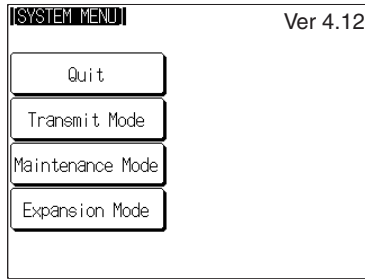 [SYSTEM MENU]
Ver 4.12
Quit
Transmit Mode
Maintenance Mode
Expansion Mode